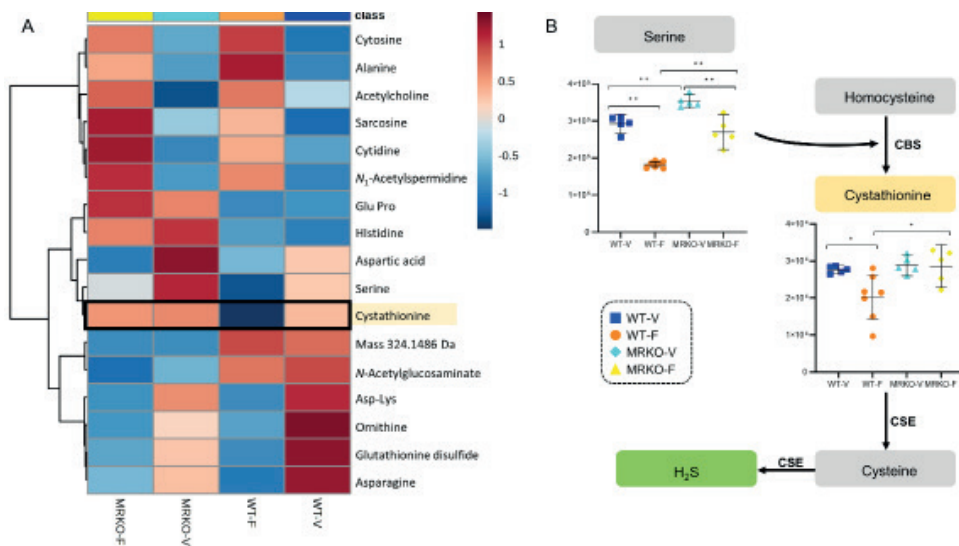 A
class
Cytosine
Alanine
Acetylcholine
Sarcosine
Cytidine
N1-Acetylspermidine
Glu Pro
HIstidine
Aspartic acid
Serine
Cystathionine
Mass 324.1486 Da
N-Acetylglucosaminate
Asp-Lys
Ornithine
Glutathionine disulfide
Asparagine
MRKO-F
MRKO-V
WT-F
WT-V
1
0.5
0
-0.5
-1
B
Serine
**
**
**
**
WT-V
WT-F
MRKO-V
MRKO-F
Homocysteine
CBS
Cystathionine
*
*
WT-V
WT-F
MRKO-V
MRKO-F
WT-V
WT-F
MRKO-V
MRKO-F
CSE
H2S
CSE
Cysteine